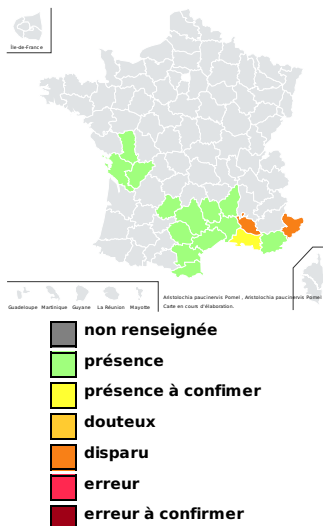 Île-de-France
Guadeloupe Martinique Guyane La Réunion Mayotte
Aristolochia paucinervis Pomel , Aristolochia paucinervis Pomel
Carte en cours d'élaboration.
non renseignée
présence
présence à confimer
douteux
disparu
erreur
erreur à confirmer